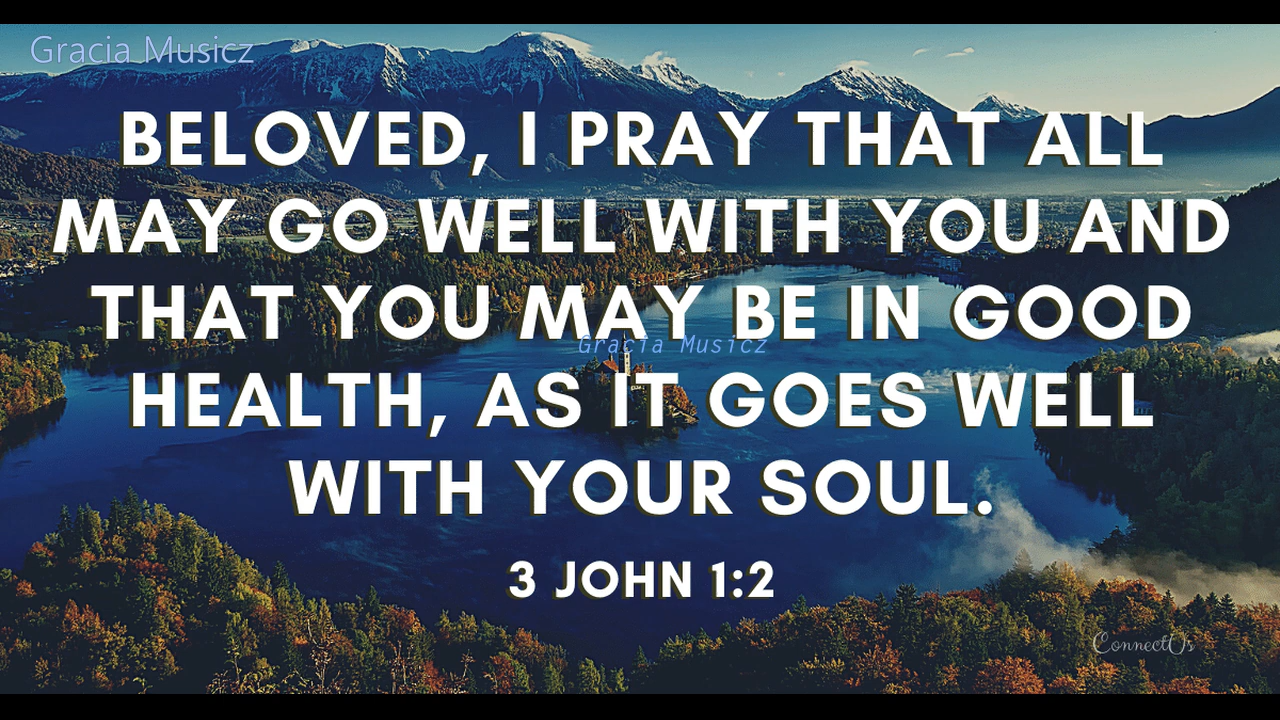 Gracia Musicz
BELOVED, I PRAY THAT ALL
MAY GO WELL WITH YOU AND
THAT YOU MAY BE IN GOOD
Gracia Musicz
HEALTH, AS IT GOES WELL
WITH YOUR SOUL.
3 JOHN 1:2
ConnectUs